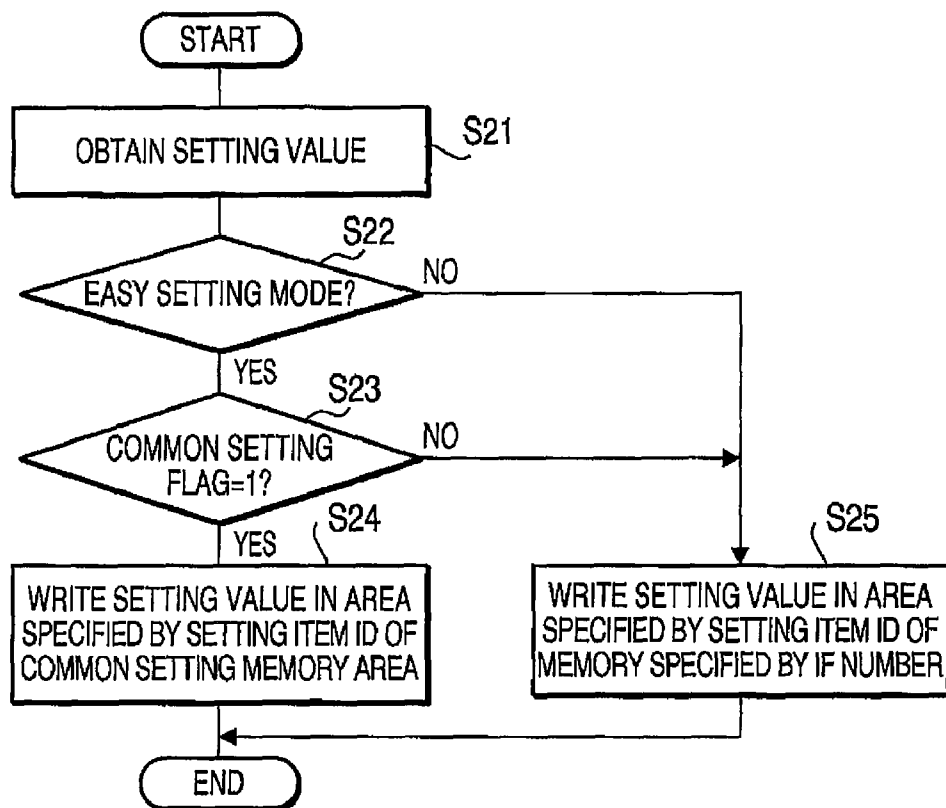 START
OBTAIN SETTING VALUE
S21
S22
EASY SETTING MODE?
NO
YES
S23
COMMON SETTING
FLAG=1?
NO
YES
S24
WRITE SETTING VALUE IN AREA
SPECIFIED BY SETTING ITEM ID OF
COMMON SETTING MEMORY AREA
S25
WRITE SETTING VALUE IN AREA
SPECIFIED BY SETTING ITEM ID OF
MEMORY SPECIFIED BY IF NUMBER
END